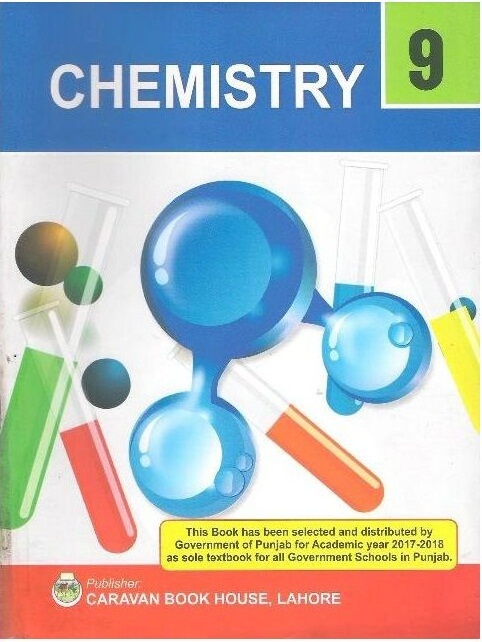 CHEMISTRY
9
This Book has been selected and distributed by
Government of Punjab for Academic year 2017-2018
as sole textbook for all Government Schools in Punjab.
Publisher:
CARAVAN BOOK HOUSE, LAHORE